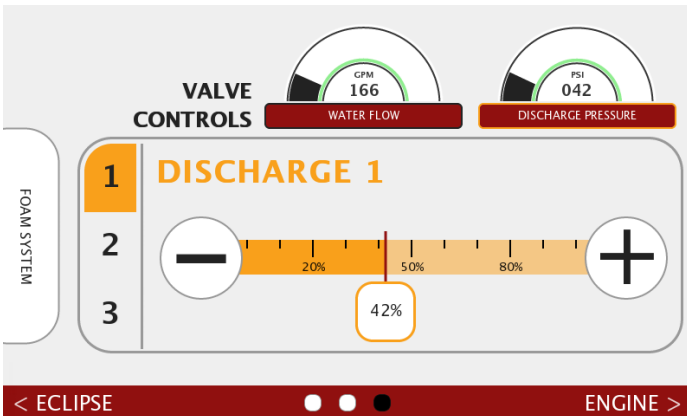 GPM
166
WATER FLOW
PSI
042
DISCHARGE PRESSURE
VALVE
CONTROLS
FOAM SYSTEM
1
2
3
DISCHARGE 1
20%
50%
80%
42%
< ECLIPSE
ENGINE >